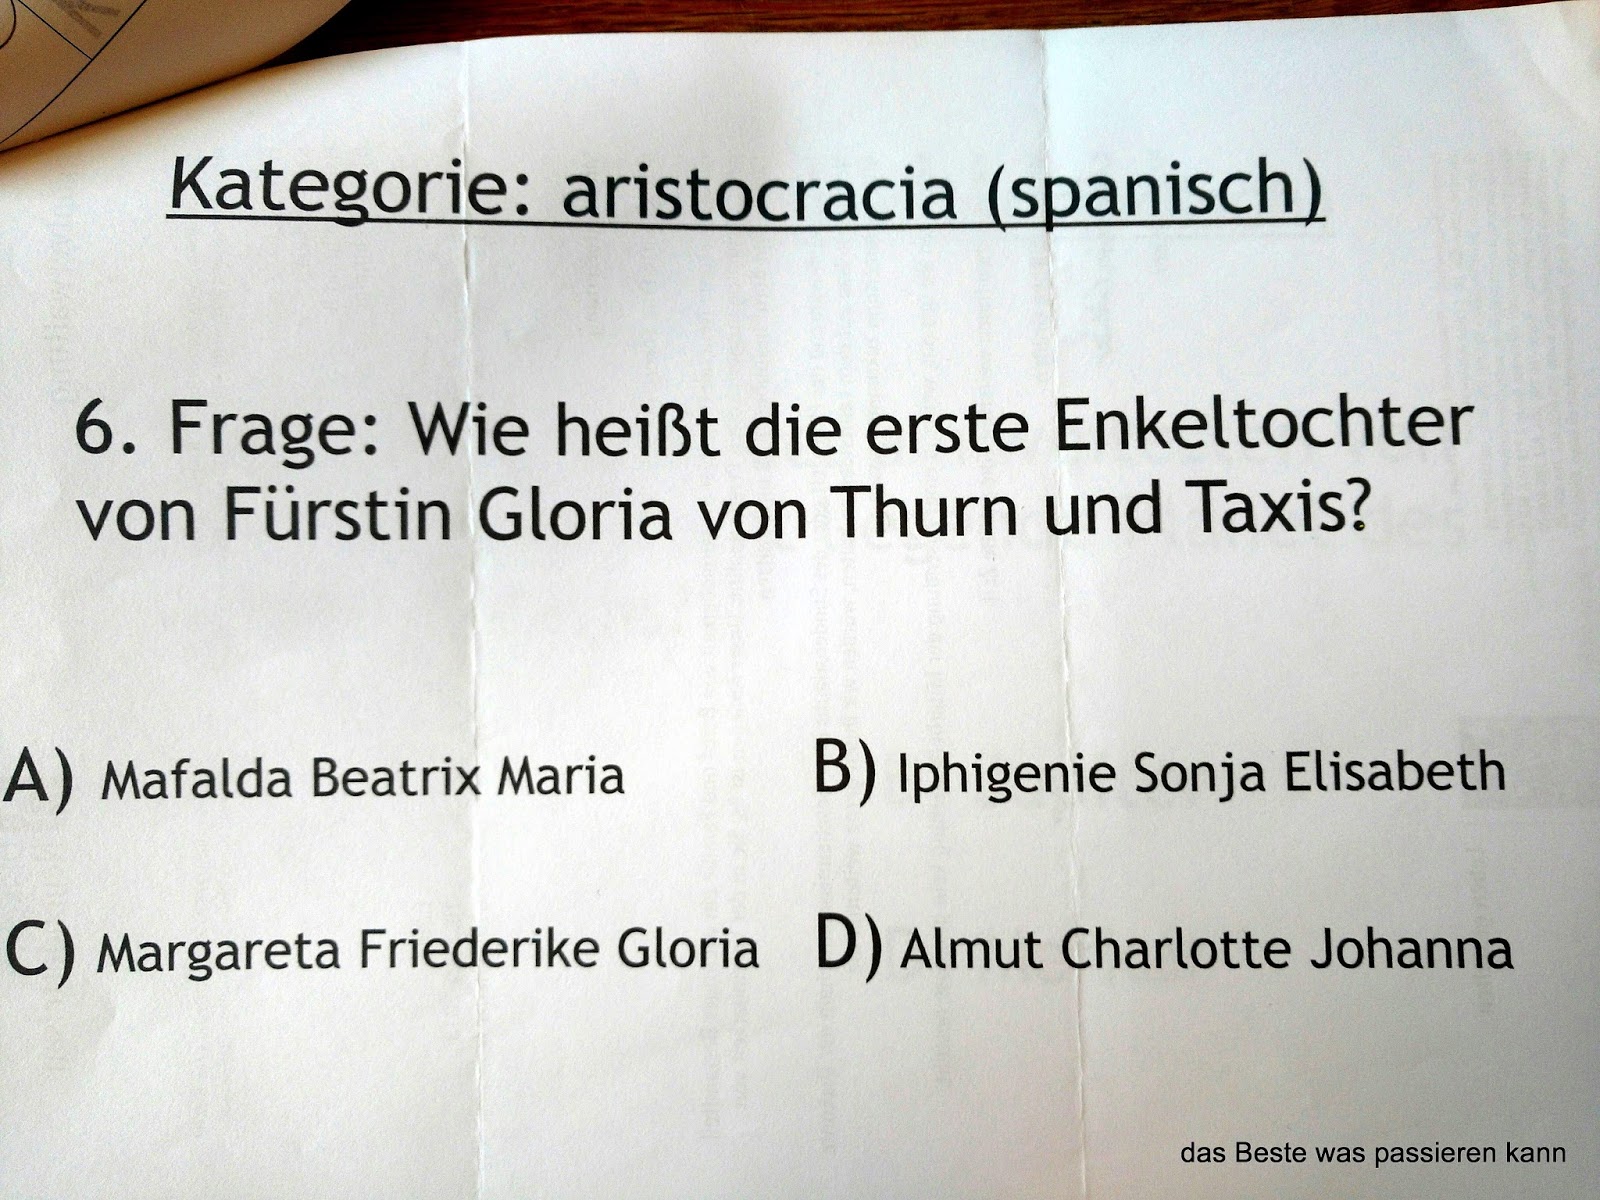 Kategorie: aristocracia (spanisch)
6. Frage: Wie heißt die erste Enkeltochter
von Fürstin Gloria von Thurn und Taxis?
A) Mafalda Beatrix Maria
B) Iphigenie Sonja Elisabeth
C) Margareta Friederike Gloria
D) Almut Charlotte Johanna
das Beste was passieren kann